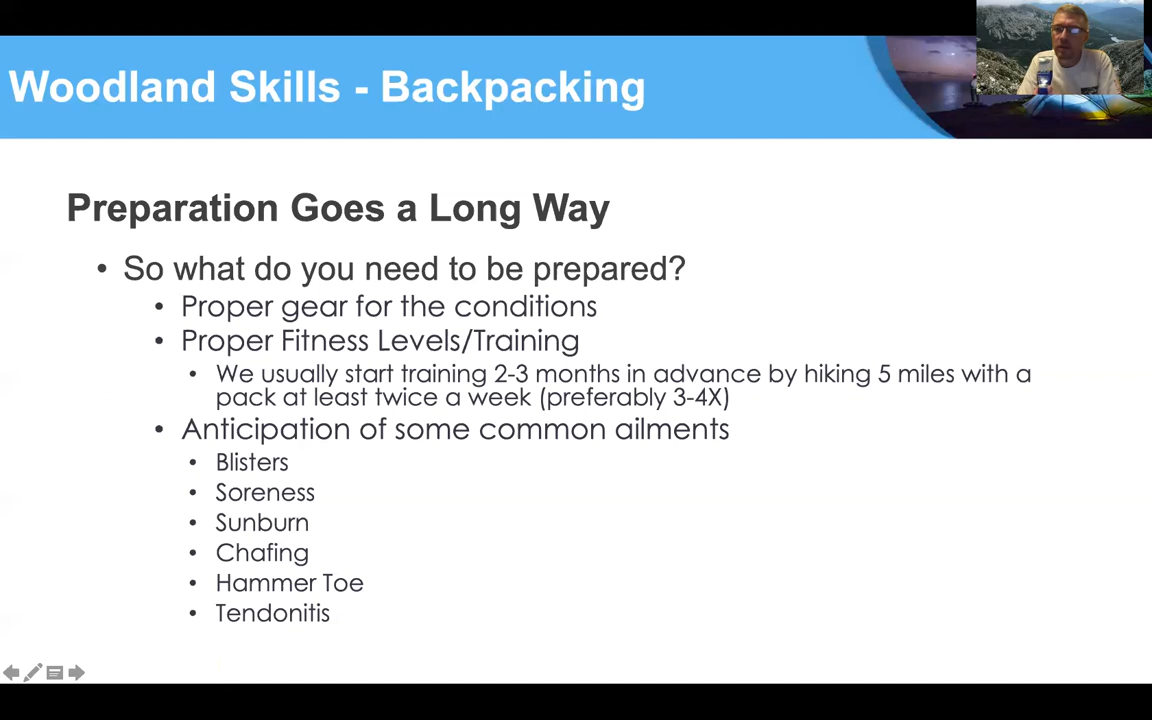 Woodland Skills - Backpacking
Preparation Goes a Long Way
• So what do you need to be prepared?
• Proper gear for the conditions
• Proper Fitness Levels/Training
• We usually start training 2-3 months in advance by hiking 5 miles with a
pack at least twice a week (preferably 3-4X)
• Anticipation of some common ailments
• Blisters
• Soreness
• Sunburn
• Chafing
• Hammer Toe
• Tendonitis